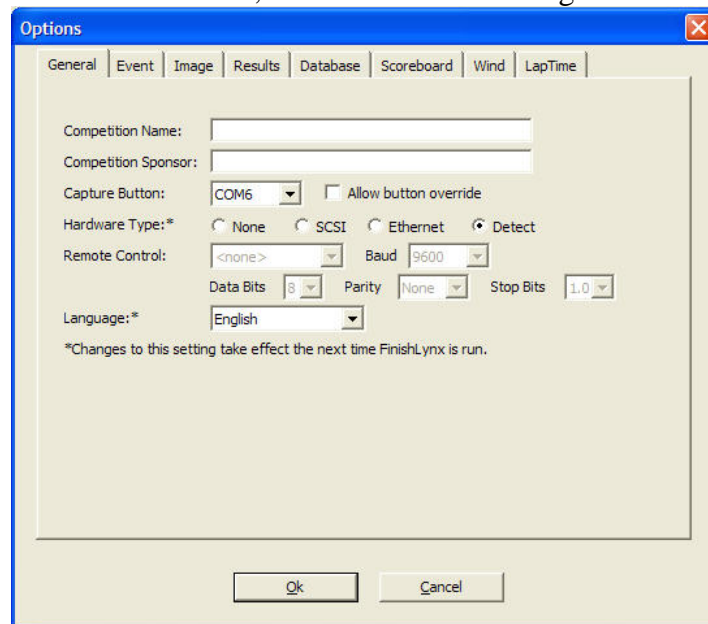 Options
General Event Image Results Database Scoreboard Wind LapTime
Competition Name:
Competition Sponsor:
Capture Button: COM6 Allow button override
Hardware Type:* None SCSI Ethernet Detect
Remote Control: <none> Baud 9600
Data Bits 8 Parity None Stop Bits 1.0
Language:* English
*Changes to this setting take effect the next time FinishLynx is run.
Ok Cancel